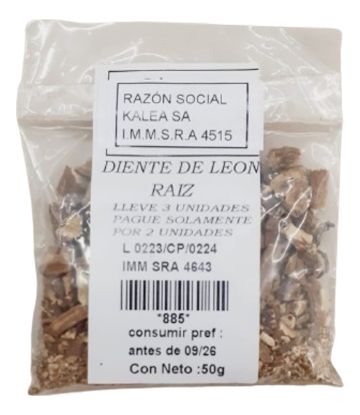 RAZÓN SOCIAL
KALEA SA
I.M.M.S.R.A 4515
DIENTE DE LEON
RAIZ
LLEVE 3 UNIDADES
PAGUE SOLAMENTE
POR 2 UNIDADES
L 0223/CP/0224
IMM SRA 4643
*885*
consumir pref :
antes de 09/26
Con Neto :50g